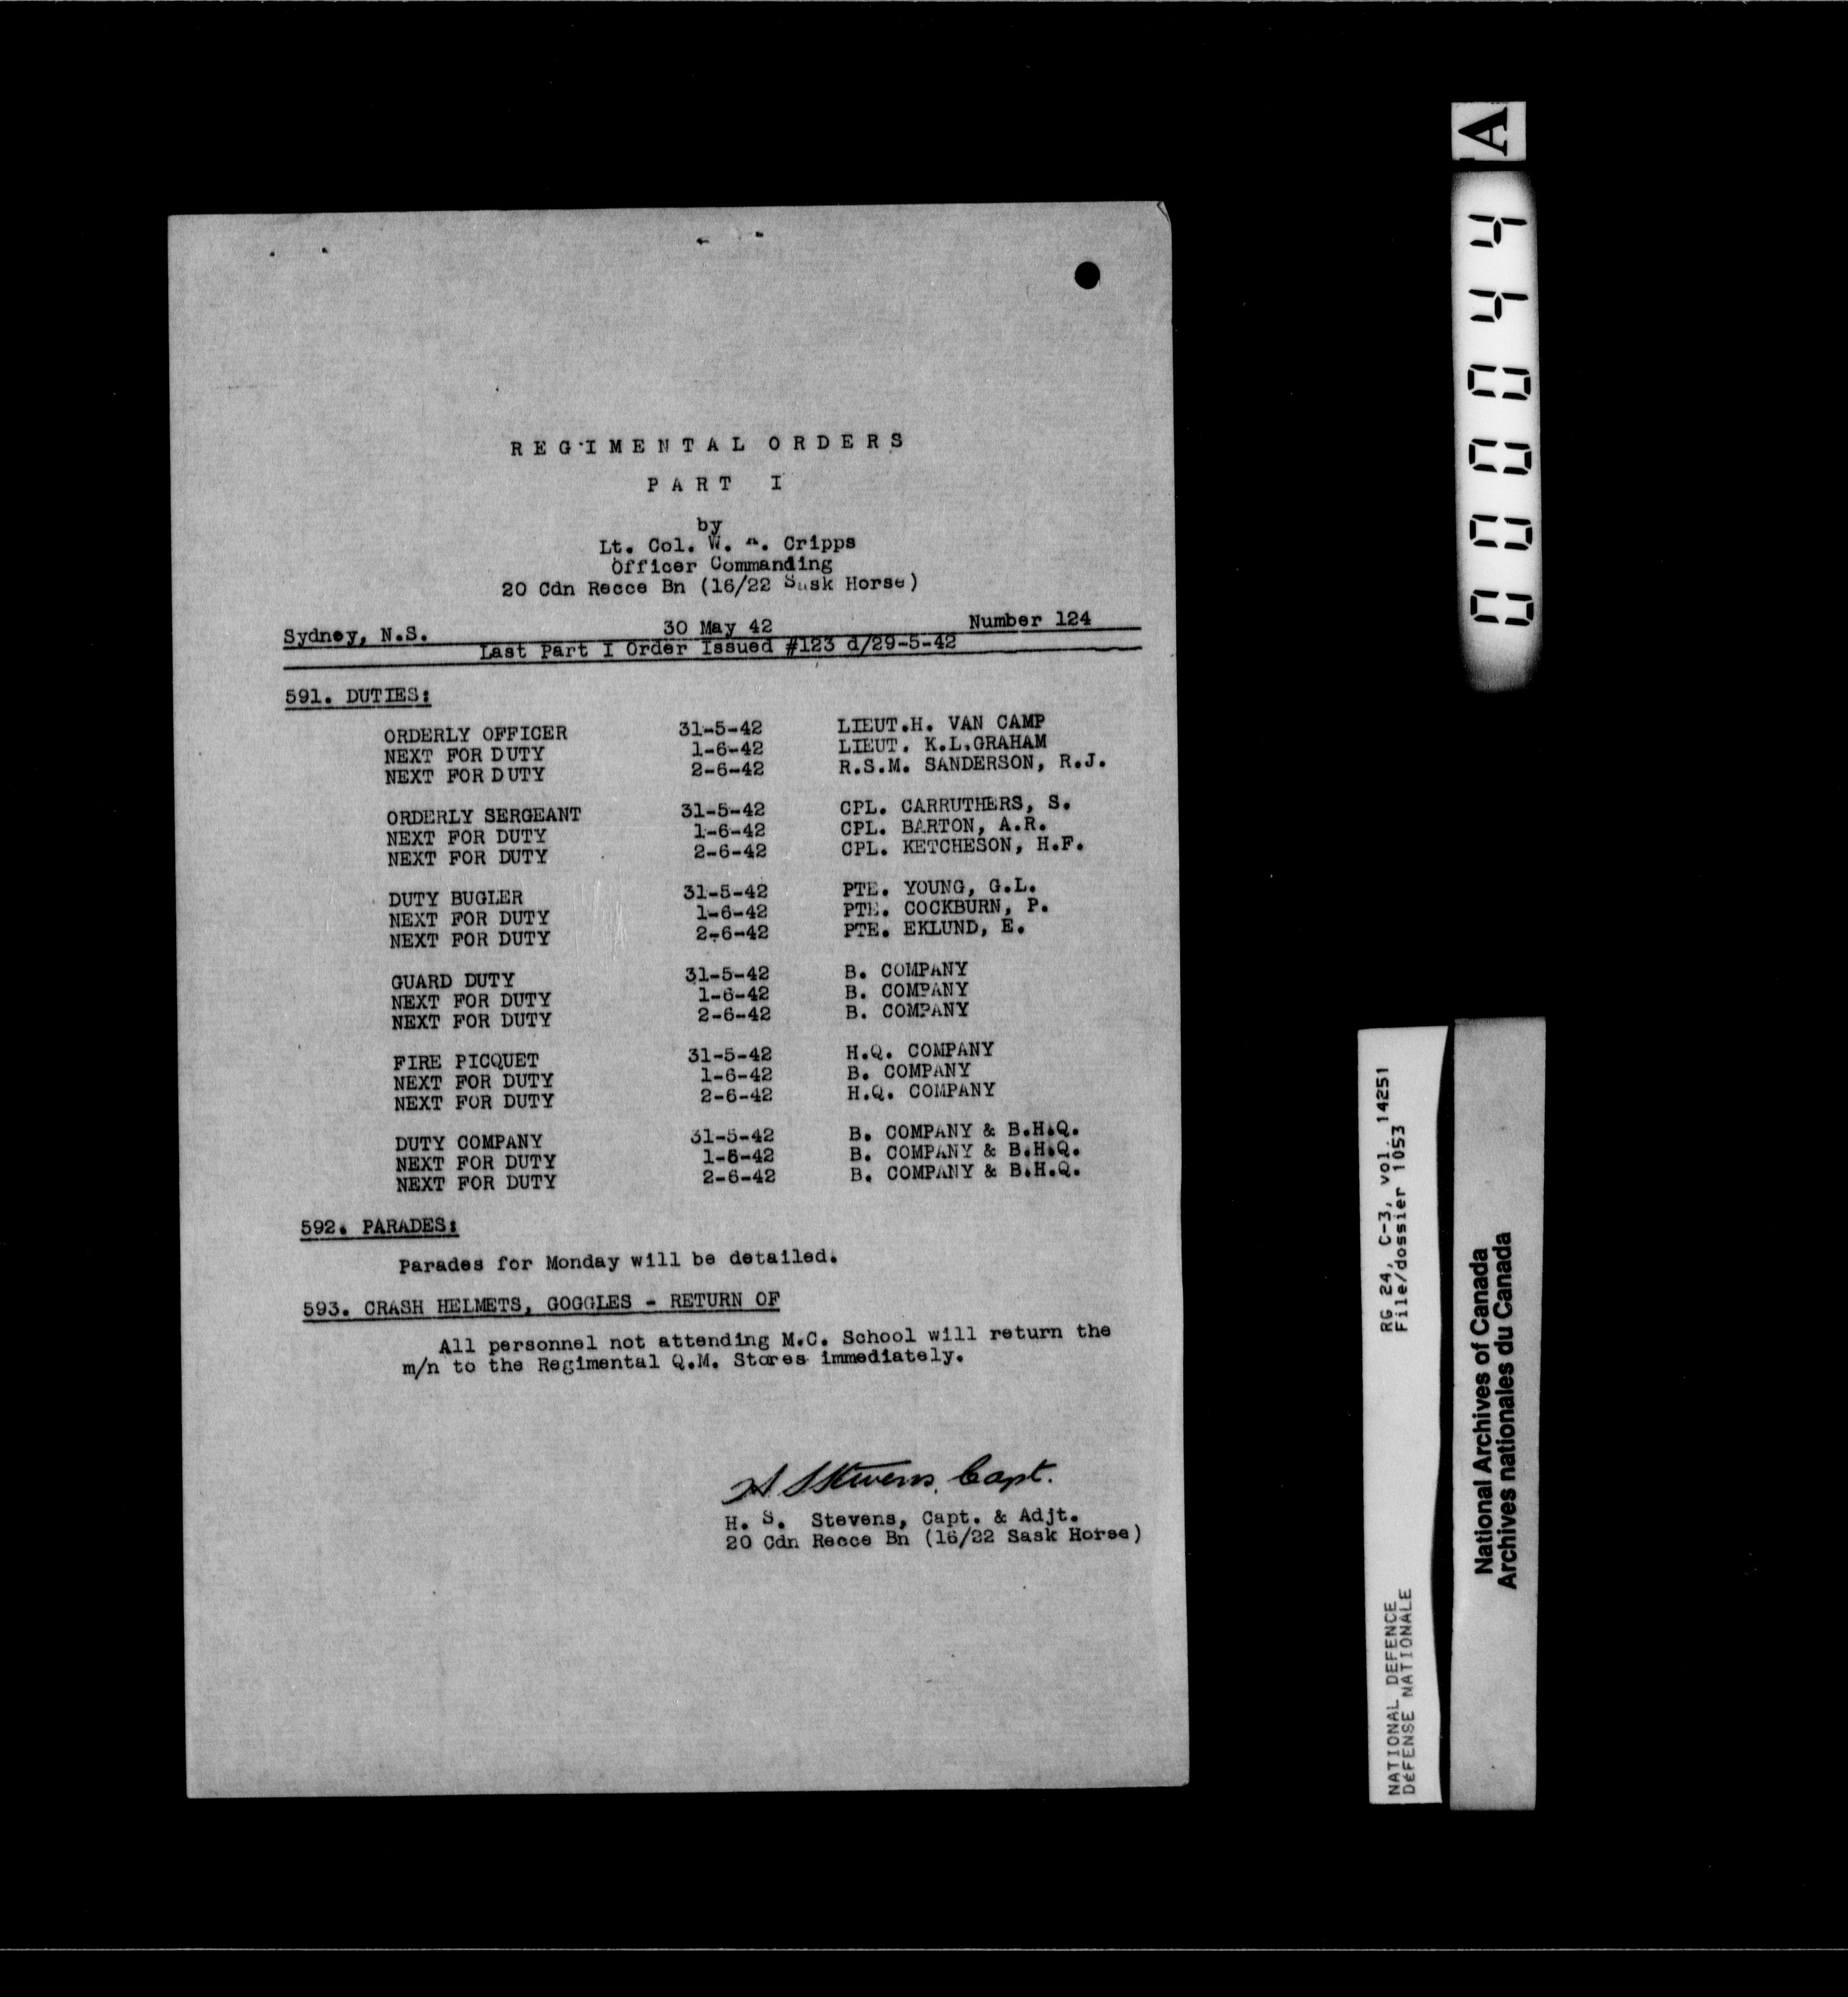 REGIMENTAL ORDERS
PART I
by
Lt. Col. W. Cripps
Officer Commanding
20 Cdn Recce Bn (16/22 Sask Horse)
Sydney, N.S. 30 May 42 Number 124
Last Part I Order Issued #123 d/29-5-42
591. DUTIES:
ORDERLY OFFICER 31-5-42 LIEUT.H. VAN CAMP
NEXT FOR DUTY 1-6-42 LIEUT. K.L.GRAHAM
NEXT FOR DUTY 2-6-42 R.S.M. SANDERSON, R.J.
ORDERLY SERGEANT 31-5-42 CPL. CARRUTHERS, S.
NEXT FOR DUTY 1-6-42 CPL. BARTON, A.R.
NEXT FOR DUTY 2-6-42 CPL. KETCHESON, H.F.
DUTY BUGLER 31-5-42 PTE. YOUNG, G.L.
NEXT FOR DUTY 1-6-42 PTE. COCKBURN, P.
NEXT FOR DUTY 2-6-42 PTE. EKLUND, E.
GUARD DUTY 31-5-42 B. COMPANY
NEXT FOR DUTY 1-6-42 B. COMPANY
NEXT FOR DUTY 2-6-42 B. COMPANY
FIRE PICQUET 31-5-42 H.Q. COMPANY
NEXT FOR DUTY 1-6-42 B. COMPANY
NEXT FOR DUTY 2-6-42 H.Q. COMPANY
DUTY COMPANY 31-5-42 B. COMPANY & B.H.Q.
NEXT FOR DUTY 1-6-42 B. COMPANY & B.H.Q.
NEXT FOR DUTY 2-6-42 B. COMPANY & B.H.Q.
592. PARADES:
Parades for Monday will be detailed.
593. CRASH HELMETS, GOGGLES - RETURN OF
All personnel not attending M.C. School will return the
m/n to the Regimental Q.M. Stores immediately.
H S Stevens, Capt.
H. S. Stevens, Capt. & Adjt.
20 Cdn Recce Bn (16/22 Sask Horse)
A
000044
RG 24, C-3, vol. 14251
File/dossier 1053
NATIONAL DEFENCE
DéFENSE NATIONALE
National Archives of Canada
Archives nationales du Canada